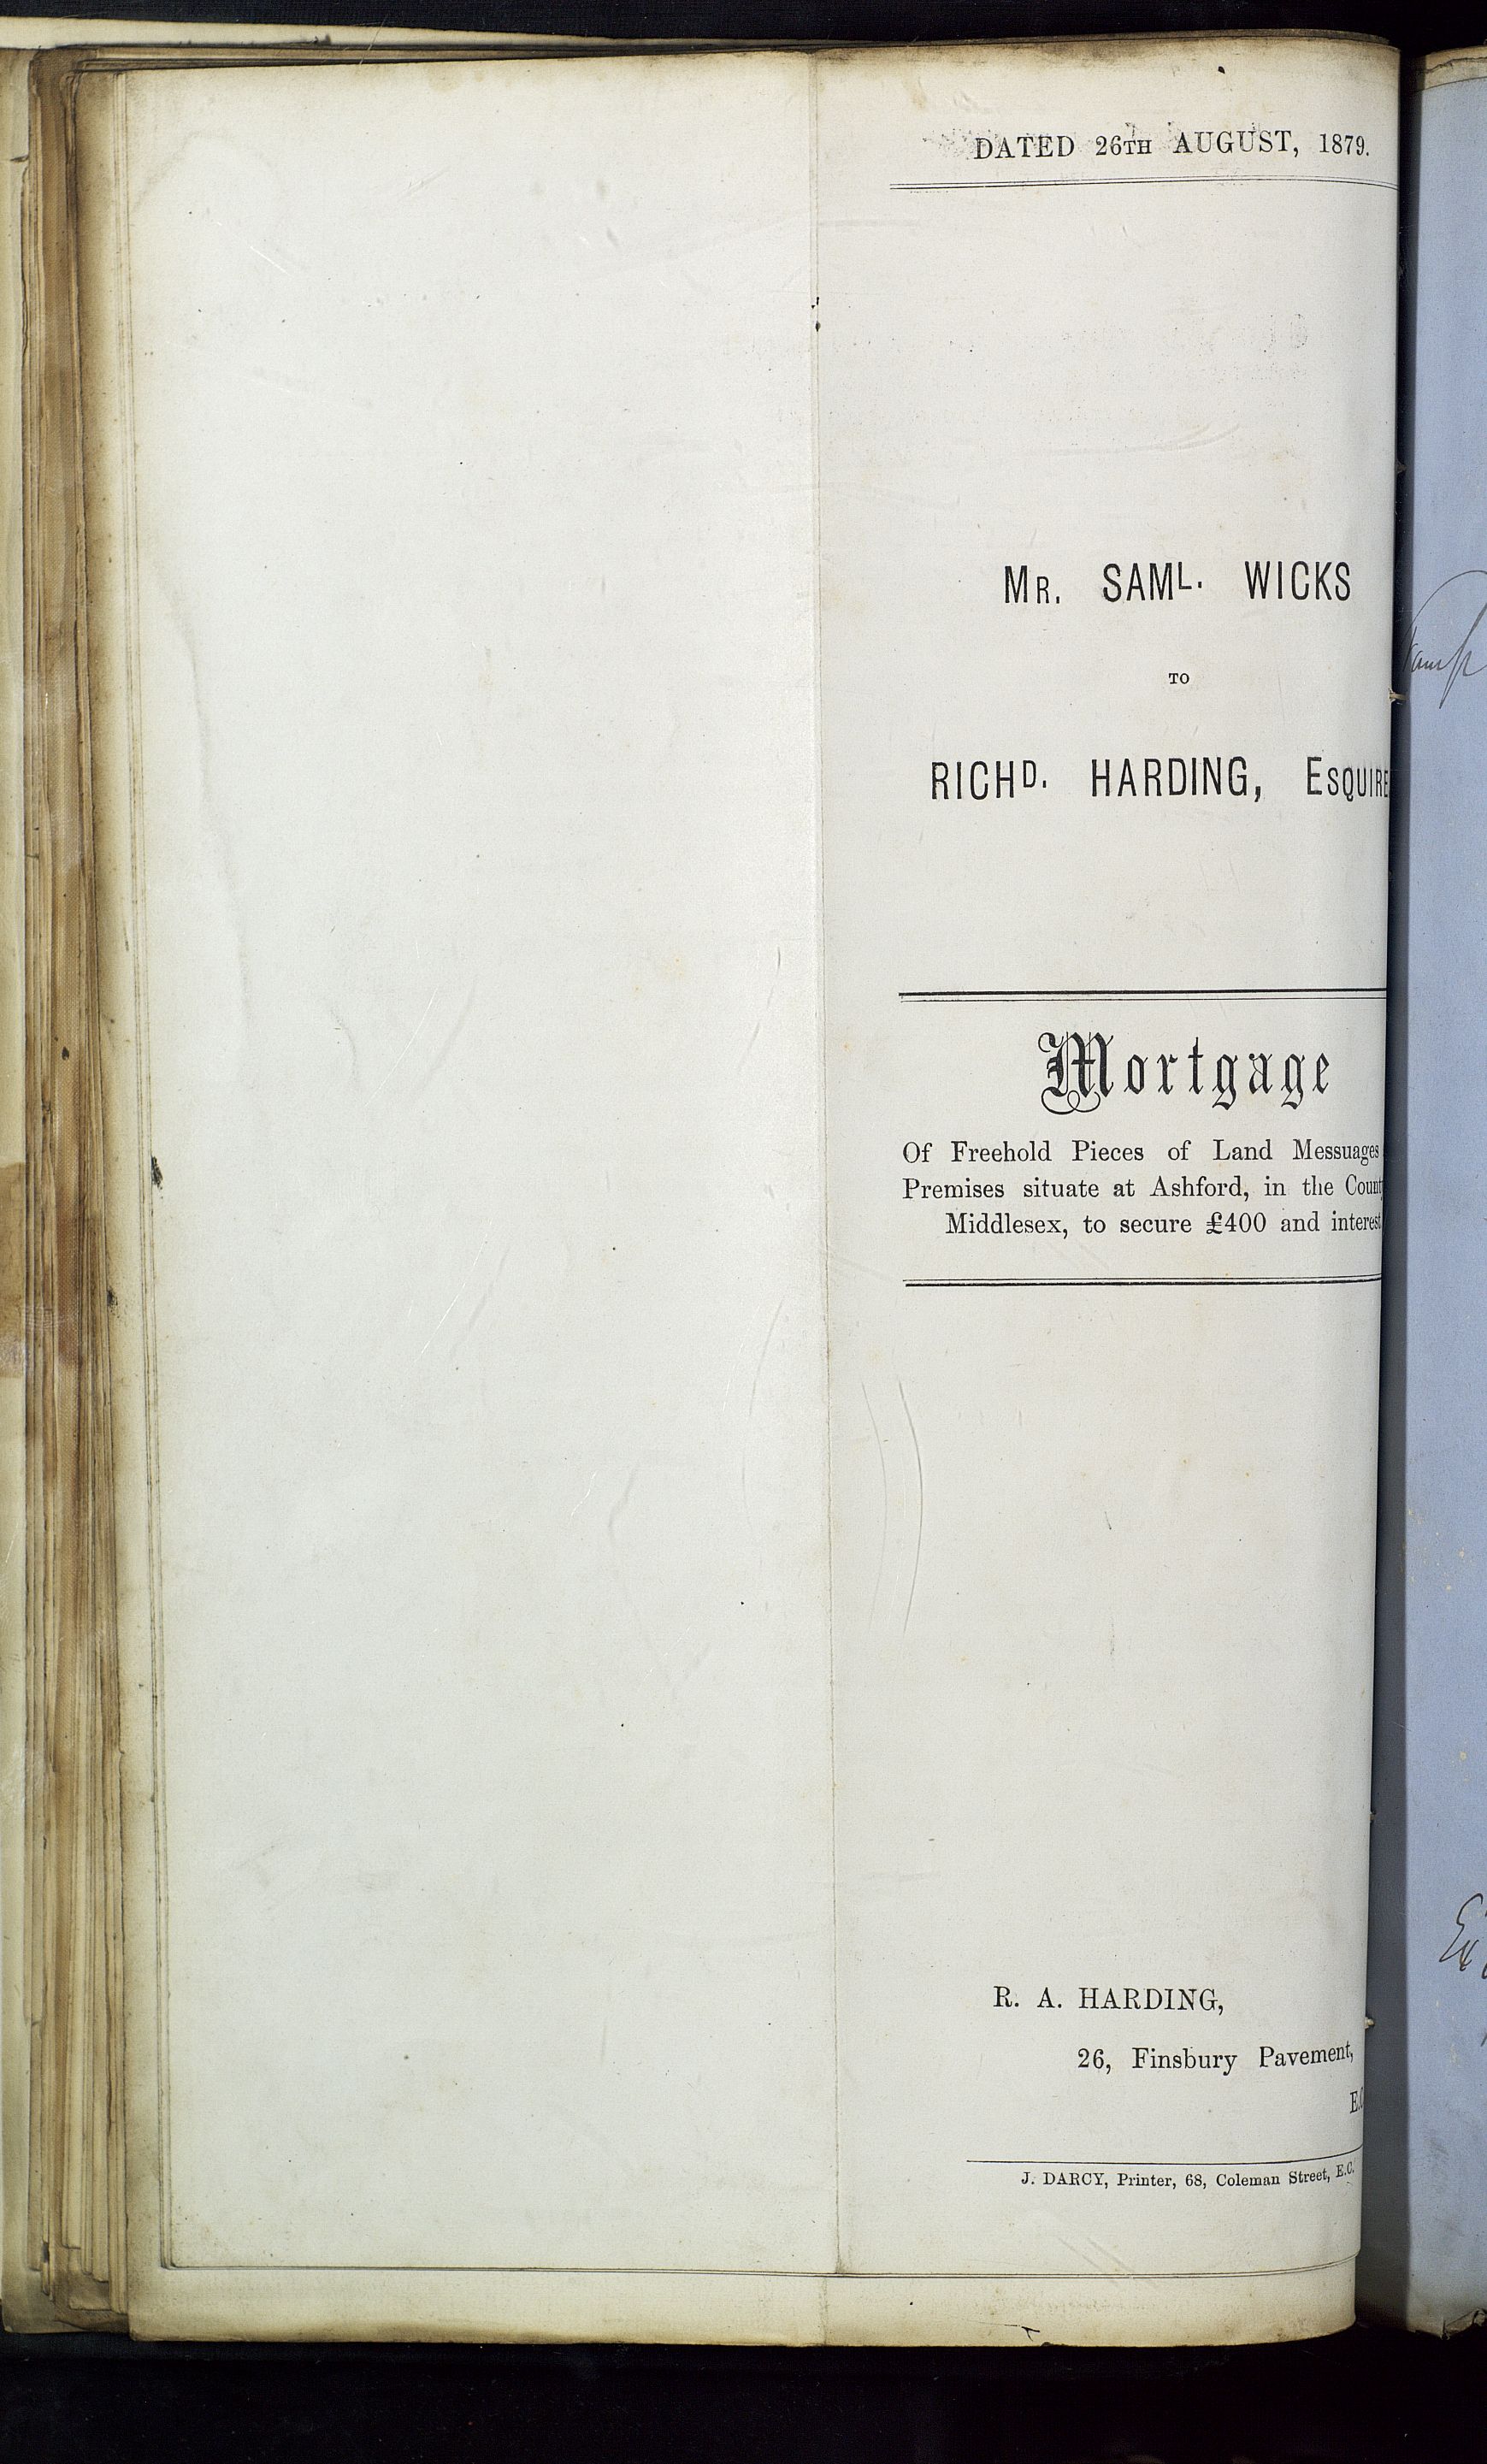 DATED 26TH AUGUST, 1879.
MR. SAML. WICKS
TO
RICHD. HARDING, ESQUIRE
Mortgage
Of Freehold Pieces of Land Messuages
Premises situate at Ashford, in the
Middlesex, to secure £400 and interest
R. A. HARDING,
26, Finsbury Pavement,
E.C
J. DARCY, Printer, 68, Coleman Street, E.C.